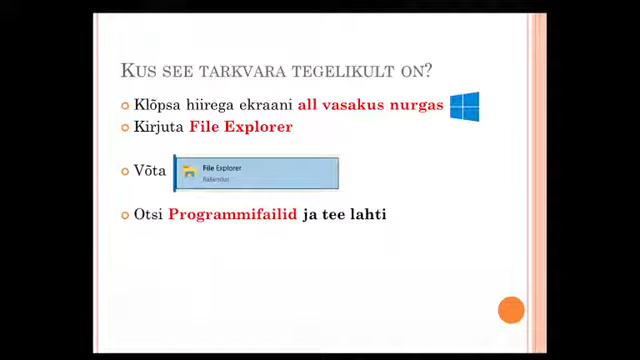 KUS SEE TARKVARA TEGELIKULT ON?
Klõpsa hiirega ekraani all vasakus nurgas
Kirjuta File Explorer
Võta
File Explorer
Rakendus
Otsi Programmifailid ja tee lahti